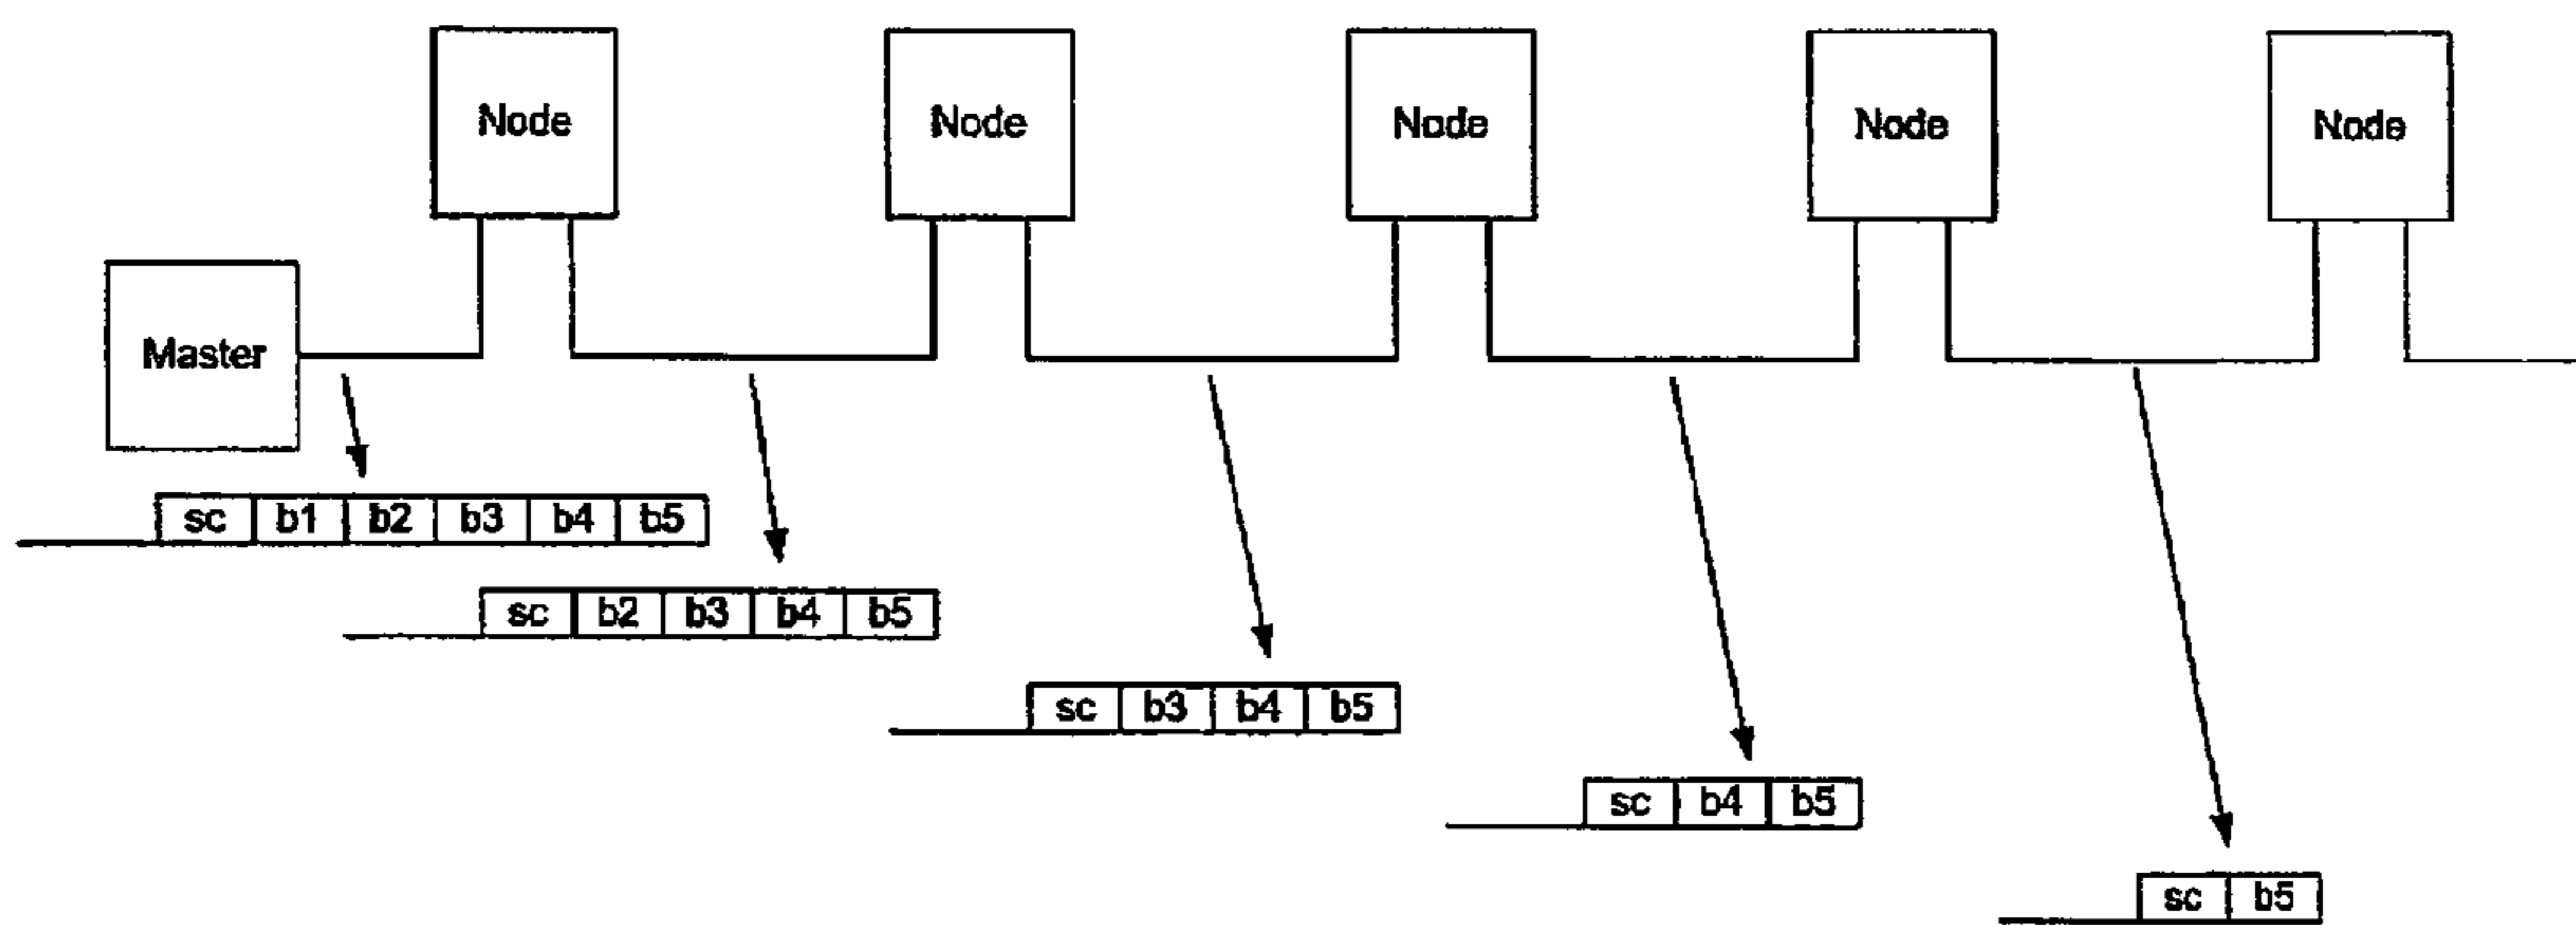 Node Node Node Node Node
Master
sc b1 b2 b3 b4 b5
sc b2 b3 b4 b5
sc b3 b4 b5
sc b4 b5
sc b5